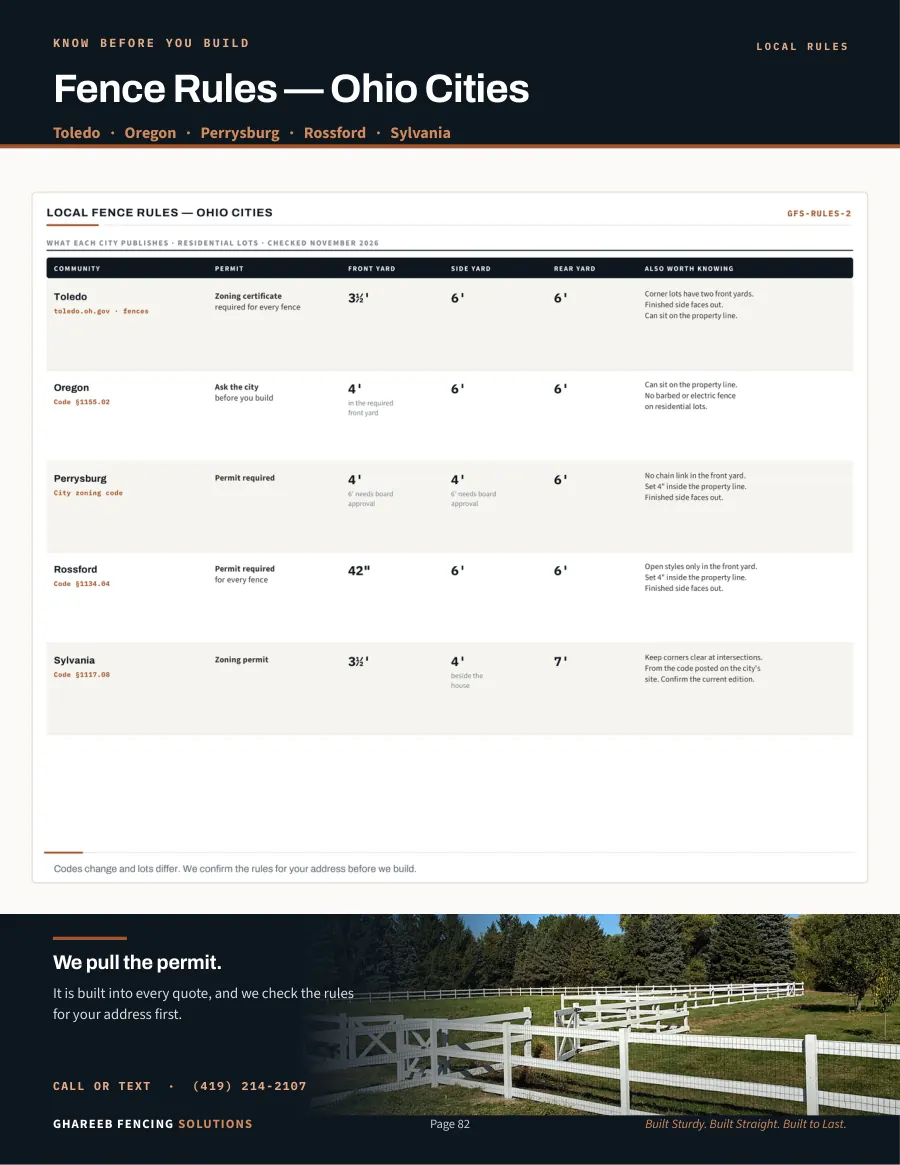 KNOW BEFORE YOU BUILD
LOCAL RULES
Fence Rules — Ohio Cities
Toledo · Oregon · Perrysburg · Rossford · Sylvania
LOCAL FENCE RULES — OHIO CITIES
GFS-RULES-2
WHAT EACH CITY PUBLISHES · RESIDENTIAL LOTS · CHECKED NOVEMBER 2026
COMMUNITY PERMIT FRONT YARD SIDE YARD REAR YARD ALSO WORTH KNOWING
Toledo
toledo.oh.gov · fences
Zoning certificate
required for every fence
3½'
6'
6'
Corner lots have two front yards.
Finished side faces out.
Can sit on the property line.
Oregon
Code §1155.02
Ask the city
before you build
4'
in the required
front yard
6'
6'
Can sit on the property line.
No barbed or electric fence
on residential lots.
Perrysburg
City zoning code
Permit required
4'
6' needs board
approval
4'
6' needs board
approval
6'
No chain link in the front yard.
Set 4" inside the property line.
Finished side faces out.
Rossford
Code §1134.04
Permit required
for every fence
42"
6'
6'
Open styles only in the front yard.
Set 4" inside the property line.
Finished side faces out.
Sylvania
Code §1117.08
Zoning permit
3½'
4'
beside the
house
7'
Keep corners clear at intersections.
From the code posted on the city's
site. Confirm the current edition.
Codes change and lots differ. We confirm the rules for your address before we build.
We pull the permit.
It is built into every quote, and we check the rules
for your address first.
CALL OR TEXT · (419) 214-2107
GHAREEB FENCING SOLUTIONS
Page 82
Built Sturdy. Built Straight. Built to Last.